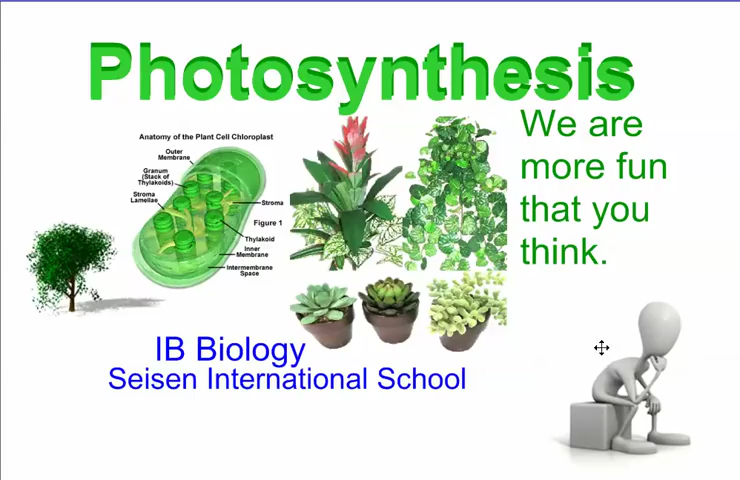 Photosynthesis
We are
more fun
that you
think.
Anatomy of the Plant Cell Chloroplast
Outer
Membrane
Granum
(Stack of
Thylakoids)
Stroma
Lamellae
Stroma
Figure 1
Thylakoid
Inner
Membrane
Intermembrane
Space
IB Biology
Seisen International School